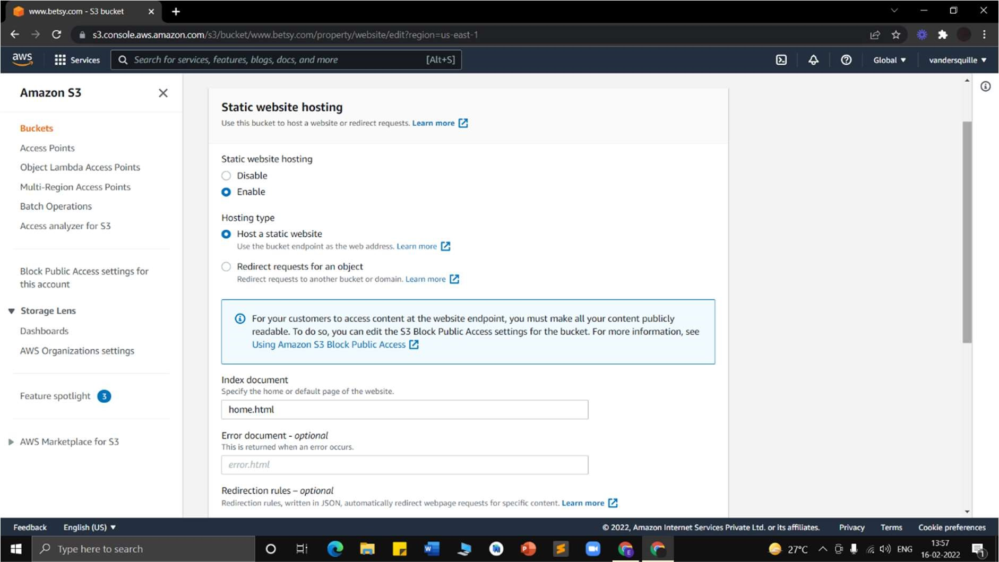 www.betsy.com - S3 bucket
s3.console.aws.amazon.com/s3/bucket/www.betsy.com/property/website/edit?region=us-east-1
aws
Services
Search for services, features, blogs, docs, and more
[Alt+S]
Global
vandersquille
Amazon S3
Buckets
Access Points
Object Lambda Access Points
Multi-Region Access Points
Batch Operations
Access analyzer for S3
Block Public Access settings for
this account
Storage Lens
Dashboards
AWS Organizations settings
Feature spotlight 3
AWS Marketplace for S3
Static website hosting
Use this bucket to host a website or redirect requests. Learn more
Static website hosting
Disable
Enable
Hosting type
Host a static website
Use the bucket endpoint as the web address. Learn more
Redirect requests for an object
Redirect requests to another bucket or domain. Learn more
For your customers to access content at the website endpoint, you must make all your content publicly
readable. To do so, you can edit the S3 Block Public Access settings for the bucket. For more information, see
Using Amazon S3 Block Public Access
Index document
Specify the home or default page of the website.
home.html
Error document - optional
This is returned when an error occurs.
error.html
Redirection rules – optional
Redirection rules, written in JSON, automatically redirect webpage requests for specific content. Learn more
Feedback
English (US)
© 2022, Amazon Internet Services Private Ltd. or its affiliates.
Privacy
Terms
Cookie preferences
Type here to search
W
P
S
E
27°C
ENG
13:57
16-02-2022
1